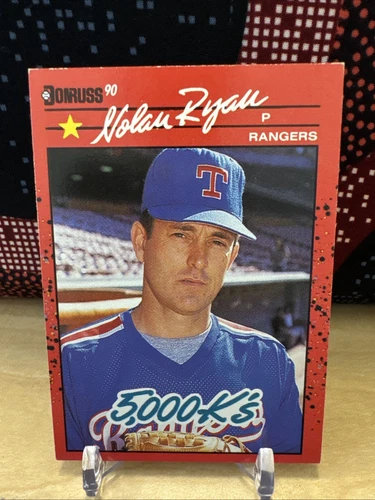 DONRUSS 90
Nolan Ryan
P
RANGERS
T
5,000 K's